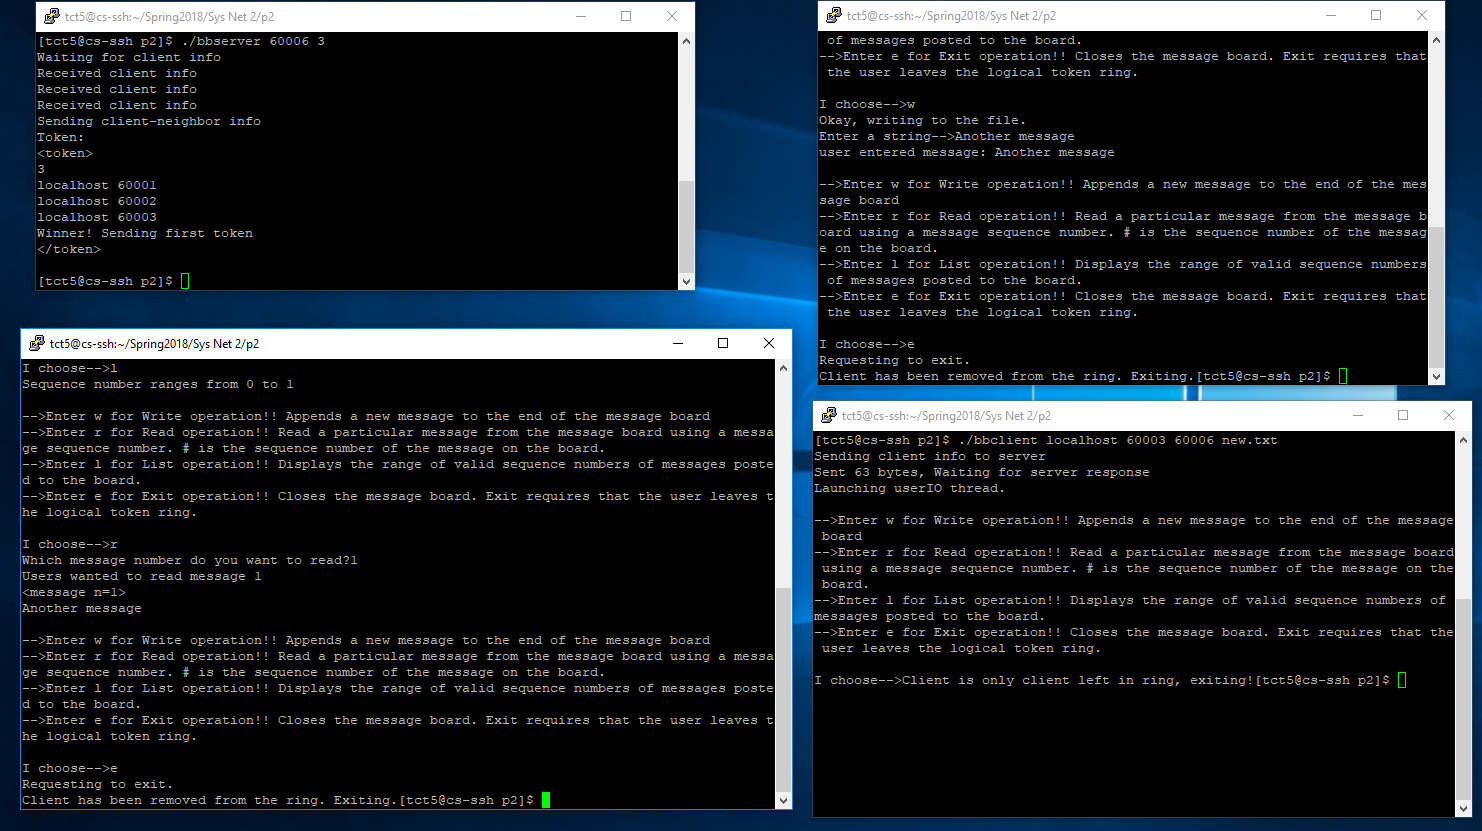 tct5@cs-ssh:~/Spring2018/Sys Net 2/p2
[tct5@cs-ssh p2]$ ./bbserver 60006 3
Waiting for client info
Received client info
Received client info
Received client info
Sending client-neighbor info
Token:
<token>
3
localhost 60001
localhost 60002
localhost 60003
Winner! Sending first token
</token>
[tct5@cs-ssh p2]$
tct5@cs-ssh:~/Spring2018/Sys Net 2/p2
of messages posted to the board.
-->Enter e for Exit operation!! Closes the message board. Exit requires that
the user leaves the logical token ring.
I choose-->w
Okay, writing to the file.
Enter a string-->Another message
user entered message: Another message
-->Enter w for Write operation!! Appends a new message to the end of the mes
sage board
-->Enter r for Read operation!! Read a particular message from the message b
oard using a message sequence number. # is the sequence number of the messag
e on the board.
-->Enter l for List operation!! Displays the range of valid sequence numbers
of messages posted to the board.
-->Enter e for Exit operation!! Closes the message board. Exit requires that
the user leaves the logical token ring.
I choose-->e
Requesting to exit.
Client has been removed from the ring. Exiting.[tct5@cs-ssh p2]$
tct5@cs-ssh:~/Spring2018/Sys Net 2/p2
I choose-->l
Sequence number ranges from 0 to 1
-->Enter w for Write operation!! Appends a new message to the end of the message board
-->Enter r for Read operation!! Read a particular message from the message board using a messa
ge sequence number. # is the sequence number of the message on the board.
-->Enter l for List operation!! Displays the range of valid sequence numbers of messages poste
d to the board.
-->Enter e for Exit operation!! Closes the message board. Exit requires that the user leaves t
he logical token ring.
I choose-->r
Which message number do you want to read?1
Users wanted to read message 1
<message n=1>
Another message
-->Enter w for Write operation!! Appends a new message to the end of the message board
-->Enter r for Read operation!! Read a particular message from the message board using a messa
ge sequence number. # is the sequence number of the message on the board.
-->Enter l for List operation!! Displays the range of valid sequence numbers of messages poste
d to the board.
-->Enter e for Exit operation!! Closes the message board. Exit requires that the user leaves t
he logical token ring.
I choose-->e
Requesting to exit.
Client has been removed from the ring. Exiting.[tct5@cs-ssh p2]$
tct5@cs-ssh:~/Spring2018/Sys Net 2/p2
[tct5@cs-ssh p2]$ ./bbclient localhost 60003 60006 new.txt
Sending client info to server
Sent 63 bytes, Waiting for server response
Launching userIO thread.
-->Enter w for Write operation!! Appends a new message to the end of the message
board
-->Enter r for Read operation!! Read a particular message from the message board
using a message sequence number. # is the sequence number of the message on the
board.
-->Enter l for List operation!! Displays the range of valid sequence numbers of
messages posted to the board.
-->Enter e for Exit operation!! Closes the message board. Exit requires that the
user leaves the logical token ring.
I choose-->Client is only client left in ring, exiting![tct5@cs-ssh p2]$